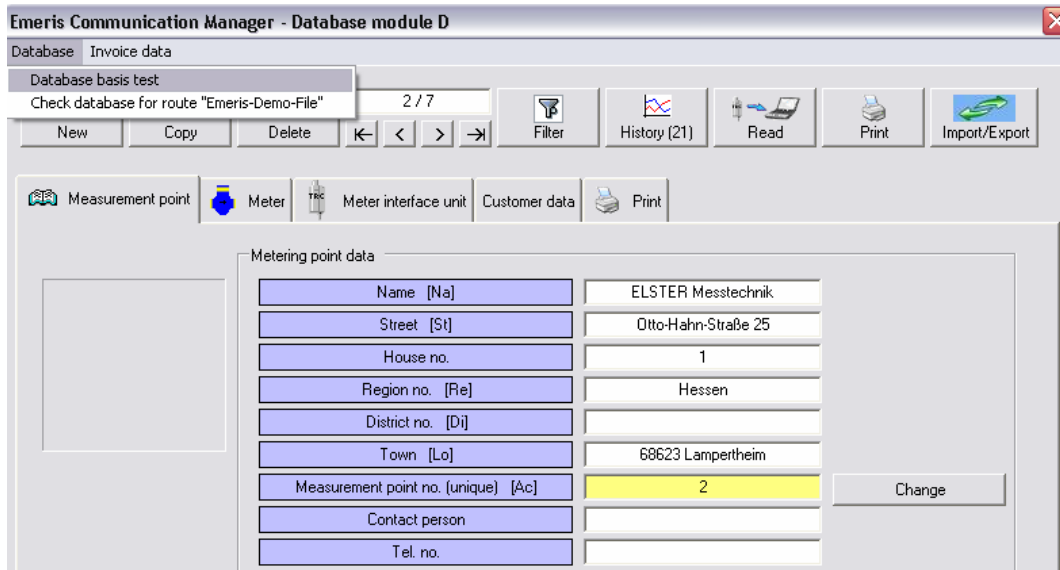 Emeris Communication Manager - Database module D
Database Invoice data
Database basis test
Check database for route "Emeris-Demo-File"
2 / 7
New Copy Delete Filter History (21) Read Print Import/Export
Measurement point Meter TRC Meter interface unit Customer data Print
Metering point data
Name [Na] ELSTER Messtechnik
Street [St] Otto-Hahn-Straße 25
House no. 1
Region no. [Re] Hessen
District no. [Di]
Town [Lo] 68623 Lampertheim
Measurement point no. (unique) [Ac] 2 Change
Contact person
Tel. no.